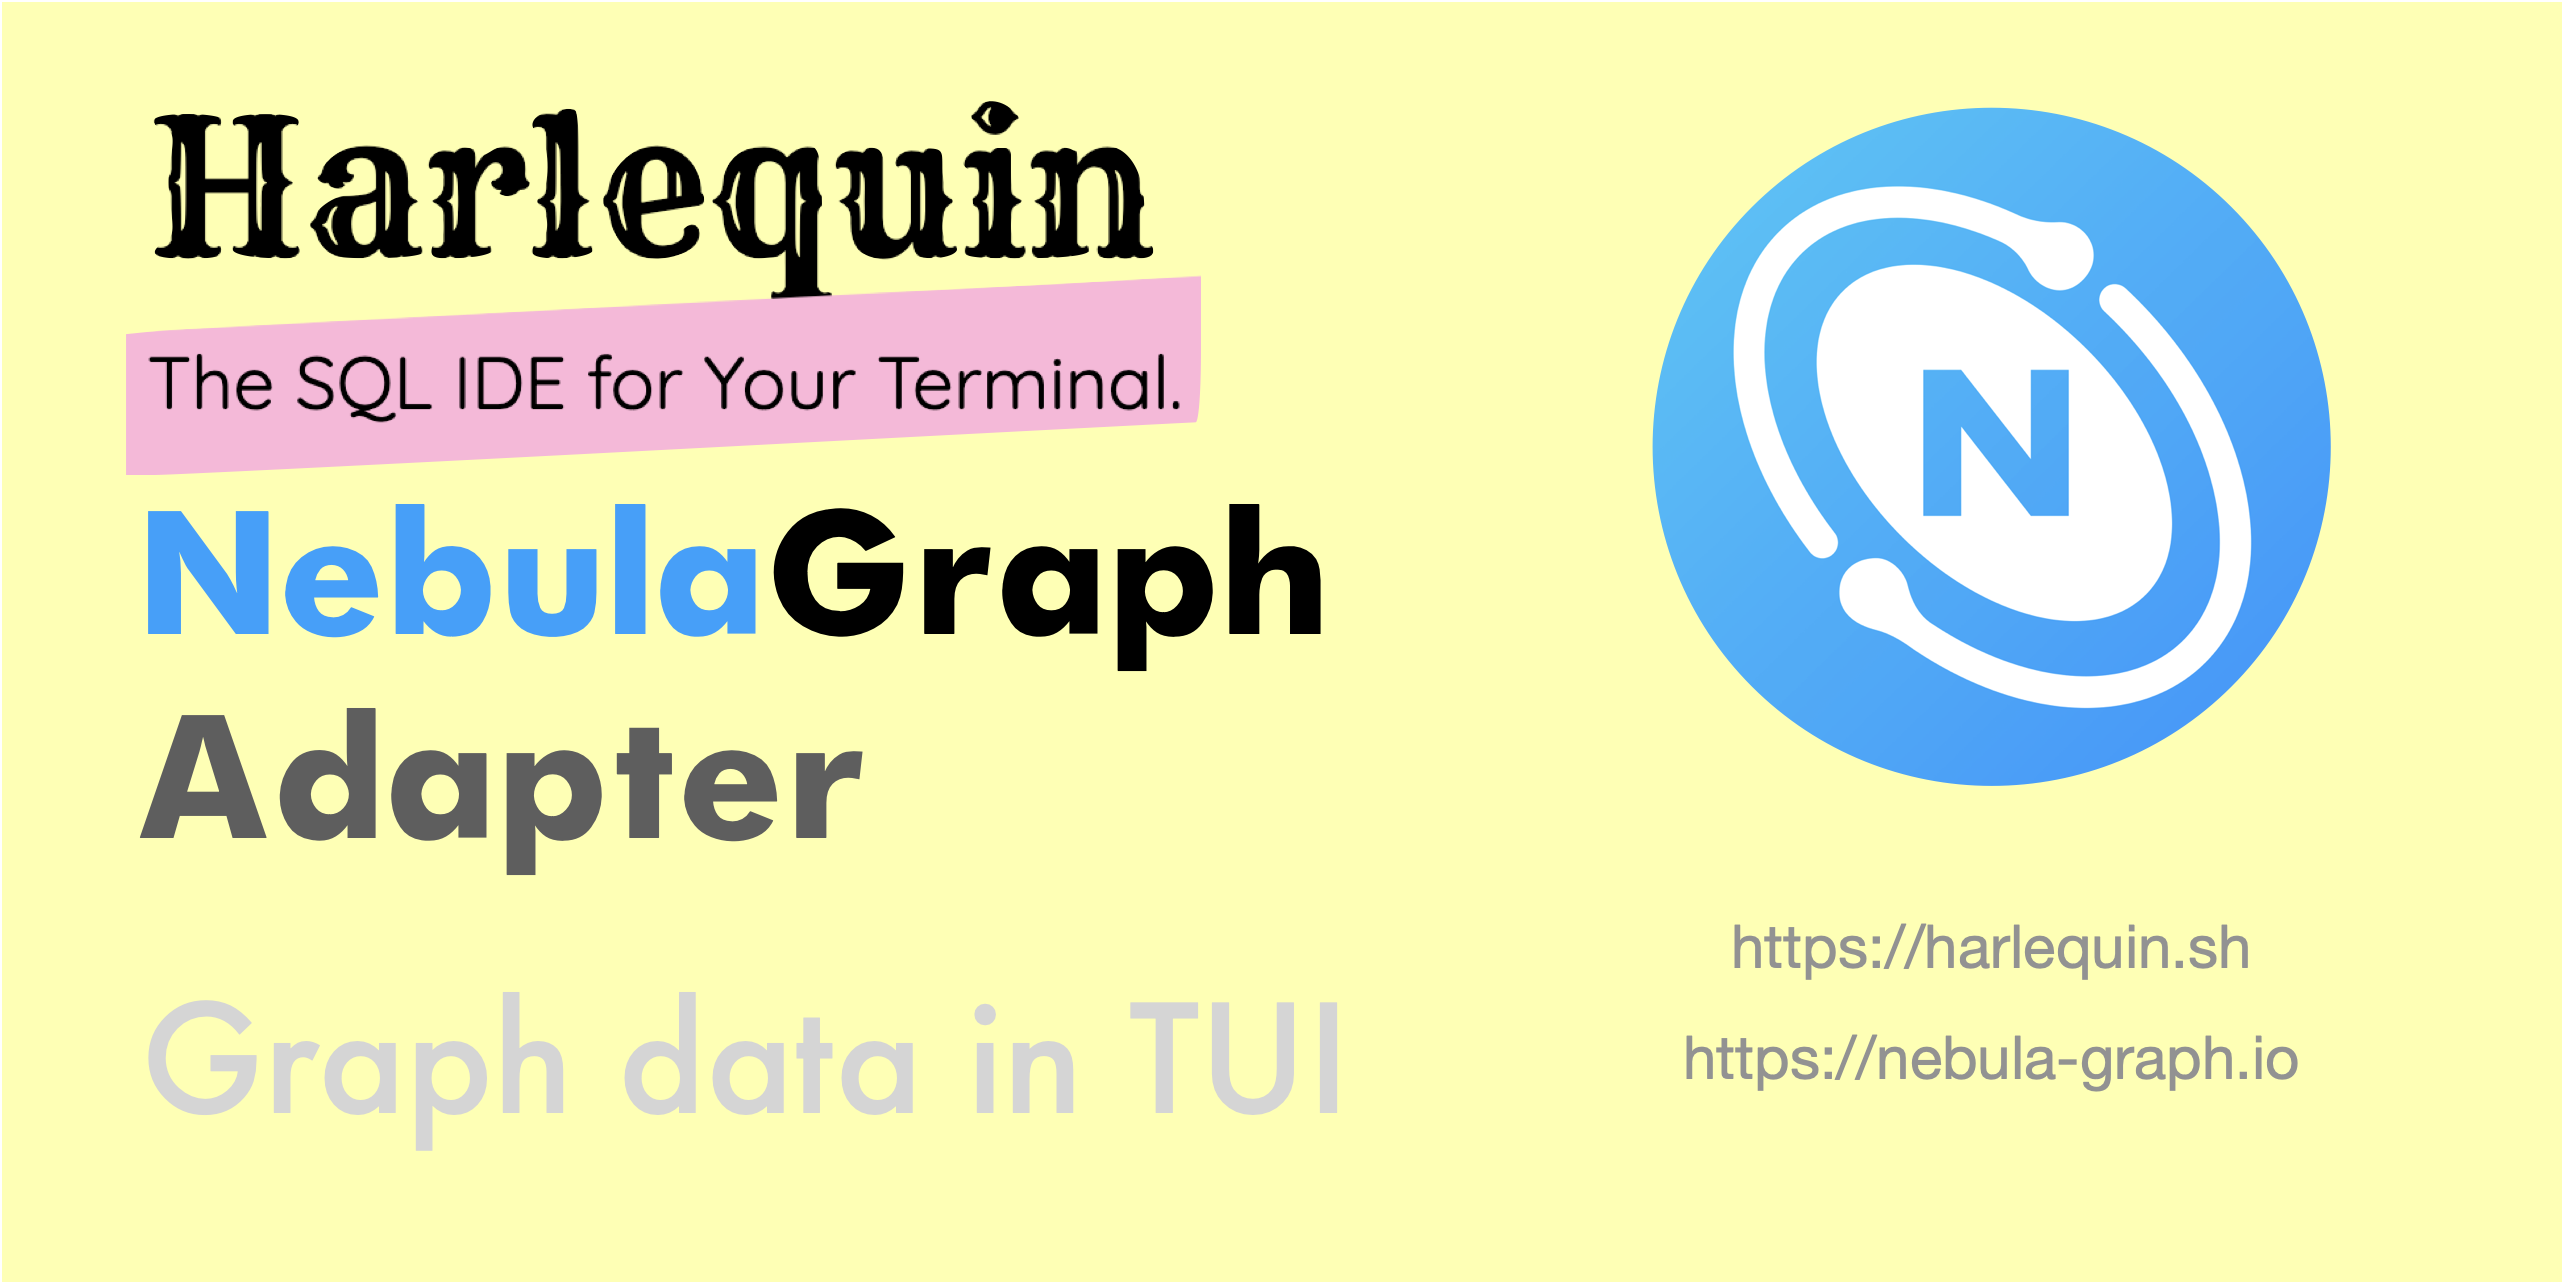 Harlequin
The SQL IDE for Your Terminal.
NebulaGraph
Adapter
Graph data in TUI
N
https://harlequin.sh
https://nebula-graph.io